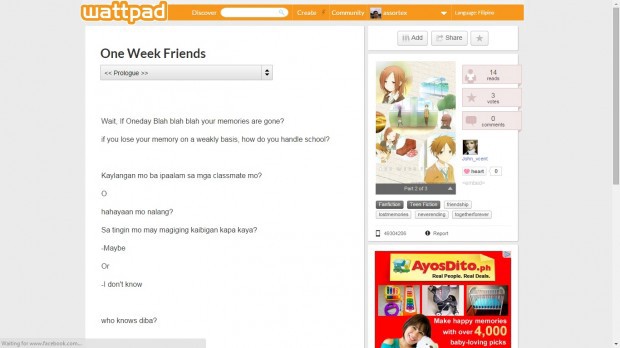 wattpad
Discover
Create
Community
Language: Filipino
One Week Friends
<< Prologue >>
Wait, If Oneday Blah blah blah your memories are gone?
if you lose your memory on a weakly basis, how do you handle school?
Kaylangan mo ba ipaalam sa mga classmate mo?
O
hahayaan mo nalang?
Sa tingin mo may magiging kaibigan kapa kaya?
-Maybe
Or
-I don't know
who knows diba?
Add
Share
14
reads
3
votes
0
comments
Part 2 of 3
heart 0
Fanfiction
Teen Fiction
friendship
lastmemories
neverending
togetherforever
Report
AyosDito.ph
Real People, Real Deals.
Make happy memories
with over 4,000
baby-loving picks
Waiting for www.facebook.com...